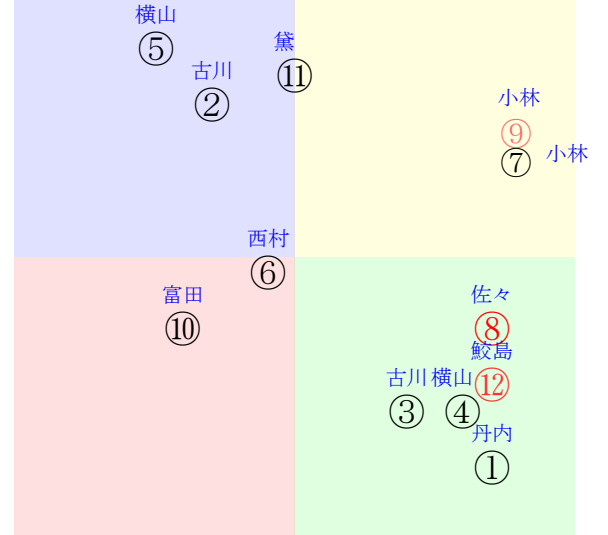 横山
⑤
古川
②
黛
⑪
小林
⑨
⑦ 小林
西村
⑥
富田
⑩
佐々
⑧
鮫島
⑫
古川 横山
③ ④
丹内
①